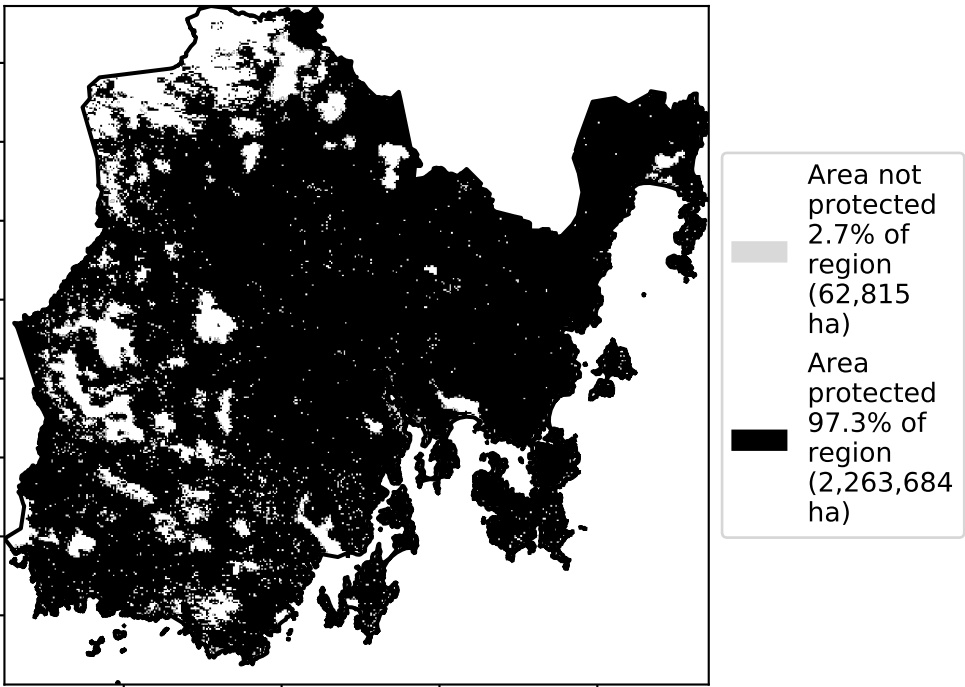 Area not
protected
2.7% of
region
(62,815
ha)
Area
protected
97.3% of
region
(2,263,684
ha)